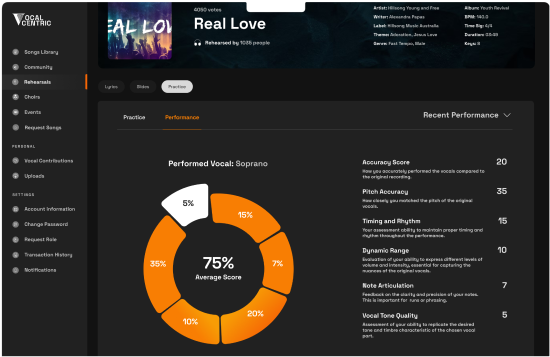 VOCAL
CENTRIC
Songs Library
Community
Rehearsals
Choirs
Events
Request Songs
PERSONAL
Vocal Contributions
Uploads
SETTINGS
Account Information
Change Password
Request Role
Transaction History
Notifications
EAL LOV
4050 votes
Real Love
Rehearsed by 1035 people
Artist: Hillsong Young and Free
Writer: Alexandra Papas
Label: Hillsong Music Australia
Theme: Adoration, Jesus Love
Genre: Fast Tempo, Main
Album: Youth Revival
BPM: 140.0
Time Sig: 4/4
Duration:
Keys:
Lyrics
Slides
Practice
Practice
Performance
Recent Performance
Performed Vocal: Soprano
5%
15%
7%
20%
10%
35%
75%
Average Score
Accuracy Score 20
How you accurately performed the vocals compared to
the original recording.
Pitch Accuracy 35
How closely you matched the pitch of the original
vocals.
Timing and Rhythm 15
Your assessment ability to maintain proper timing and
rhythm throughout the performance.
Dynamic Range 10
Evaluation of your ability to express different levels of
volume and intensity, essential for capturing the
nuances of the original vocals.
Note Articulation 7
Feedback on the clarity and precision of your notes.
This is important for runs or phrasing.
Vocal Tone Quality 5
Assessment of your ability to replicate the desired
tone and timbre characteristic of the chosen vocal
part.